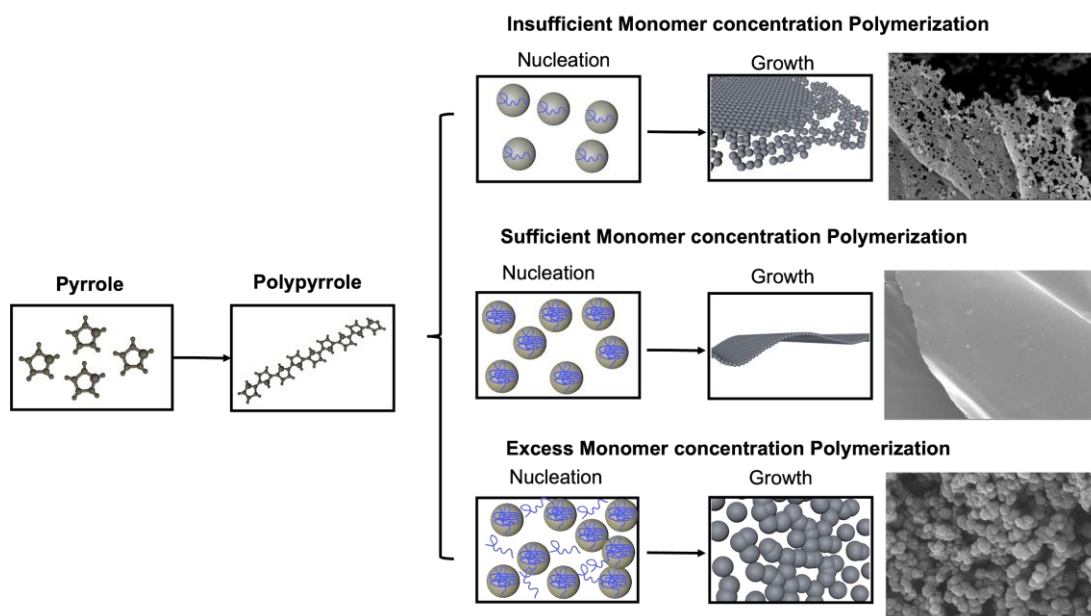 Insufficient Monomer concentration Polymerization
Nucleation
Growth
Sufficient Monomer concentration Polymerization
Nucleation
Growth
Pyrrole
Polypyrrole
Excess Monomer concentration Polymerization
Nucleation
Growth